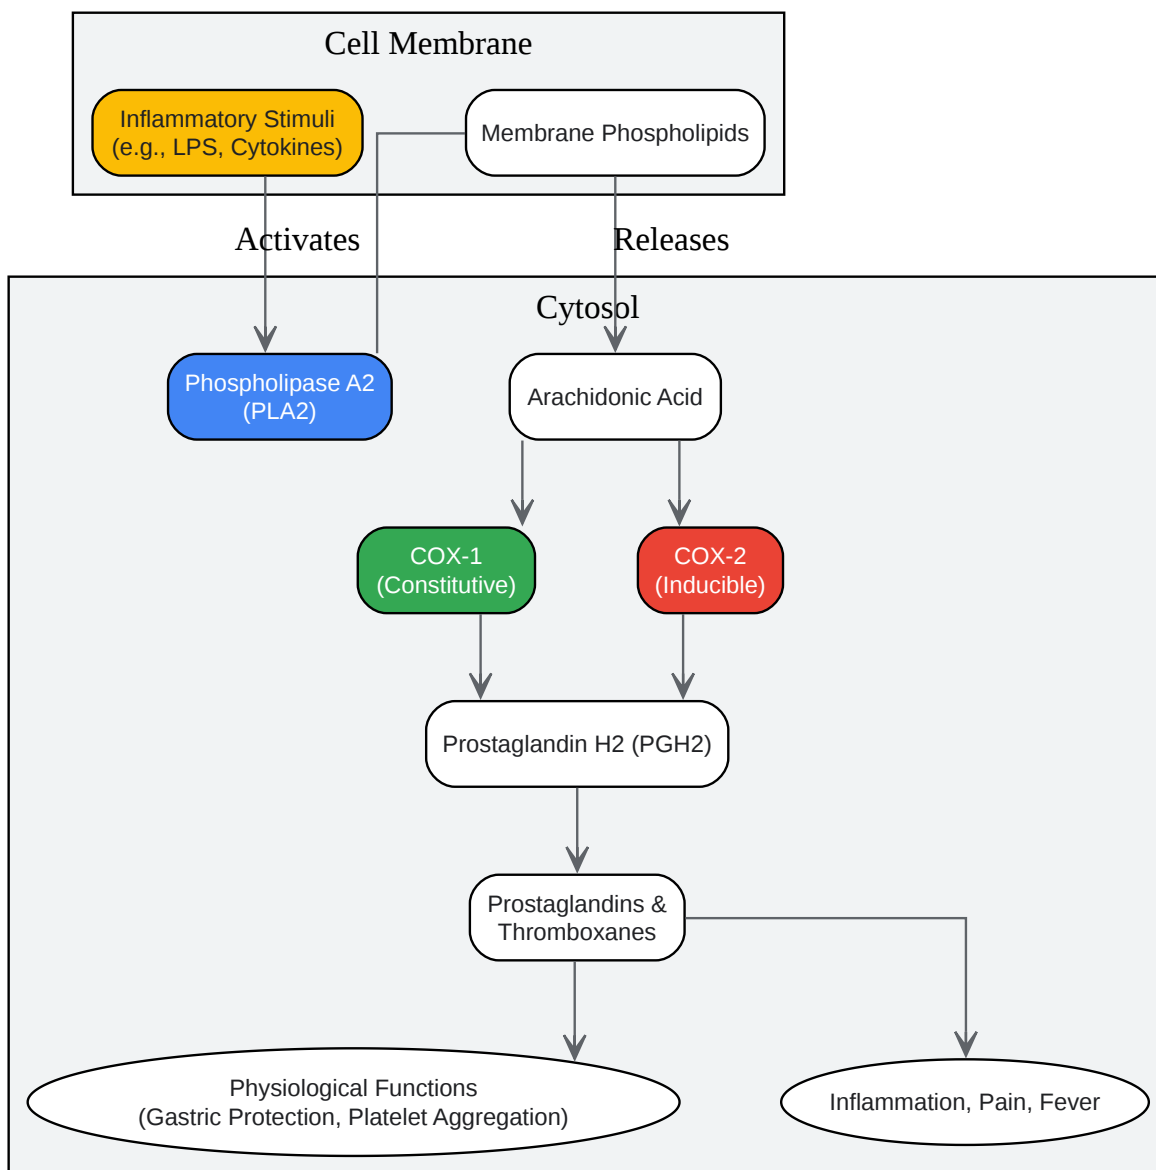 Cell Membrane
Inflammatory Stimuli
(e.g., LPS, Cytokines)
Membrane Phospholipids
Activates
Releases
Cytosol
Phospholipase A2
(PLA2)
Arachidonic Acid
COX-1
(Constitutive)
COX-2
(Inducible)
Prostaglandin H2 (PGH2)
Prostaglandins &
Thromboxanes
Physiological Functions
(Gastric Protection, Platelet Aggregation)
Inflammation, Pain, Fever